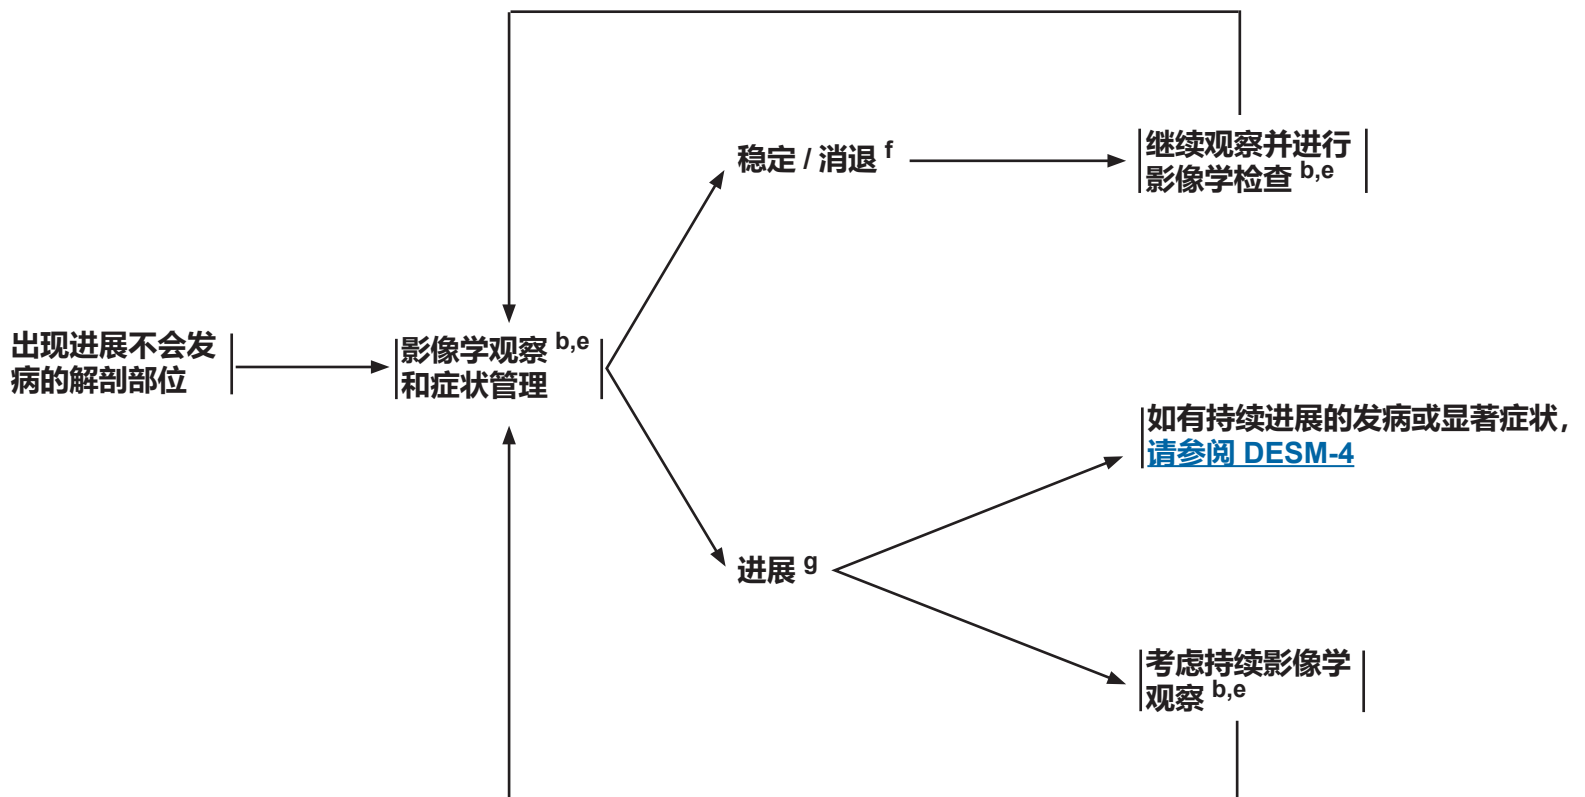 稳定 / 消退 f
继续观察并进行
影像学检查 b,e
出现进展不会发
病的解剖部位
影像学观察 b,e
和症状管理
如有持续进展的发病或显著症状，
请参阅 DESM-4
进展 g
考虑持续影像学
观察 b,e